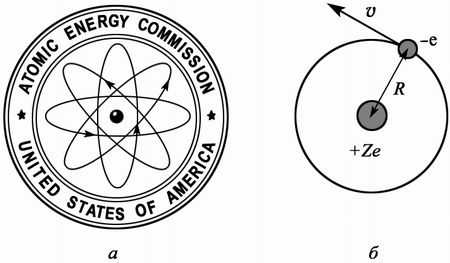 ATOMIC ENERGY COMMISSION
UNITED STATES OF AMERICA
υ
–e
R
+Ze
а
б